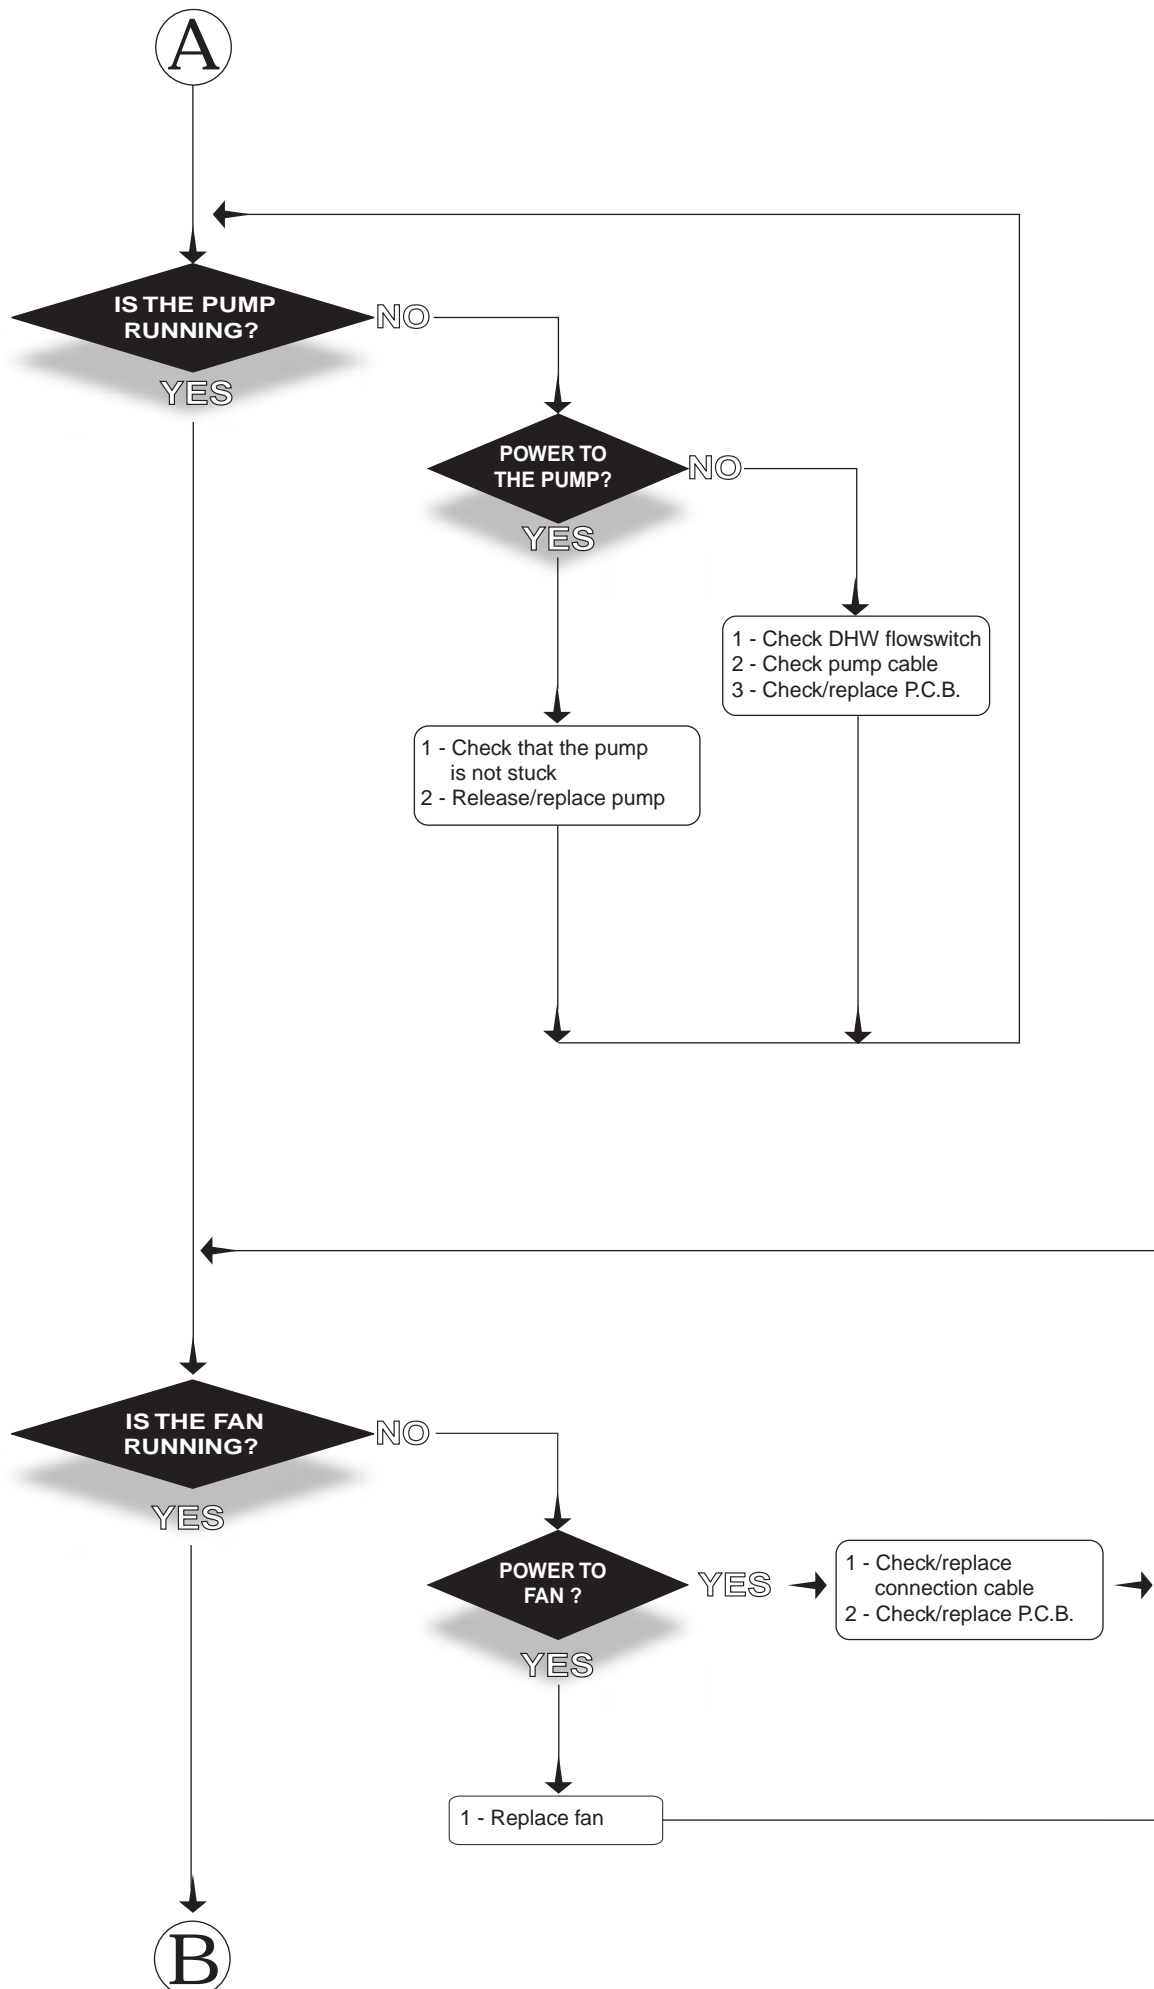 A
IS THE PUMP
RUNNING?
NO
YES
POWER TO
THE PUMP?
NO
YES
1 - Check DHW flowswitch
2 - Check pump cable
3 - Check/replace P.C.B.
1 - Check that the pump
is not stuck
2 - Release/replace pump
IS THE FAN
RUNNING?
NO
YES
POWER TO
FAN ?
YES
1 - Check/replace
connection cable
2 - Check/replace P.C.B.
YES
1 - Replace fan
B